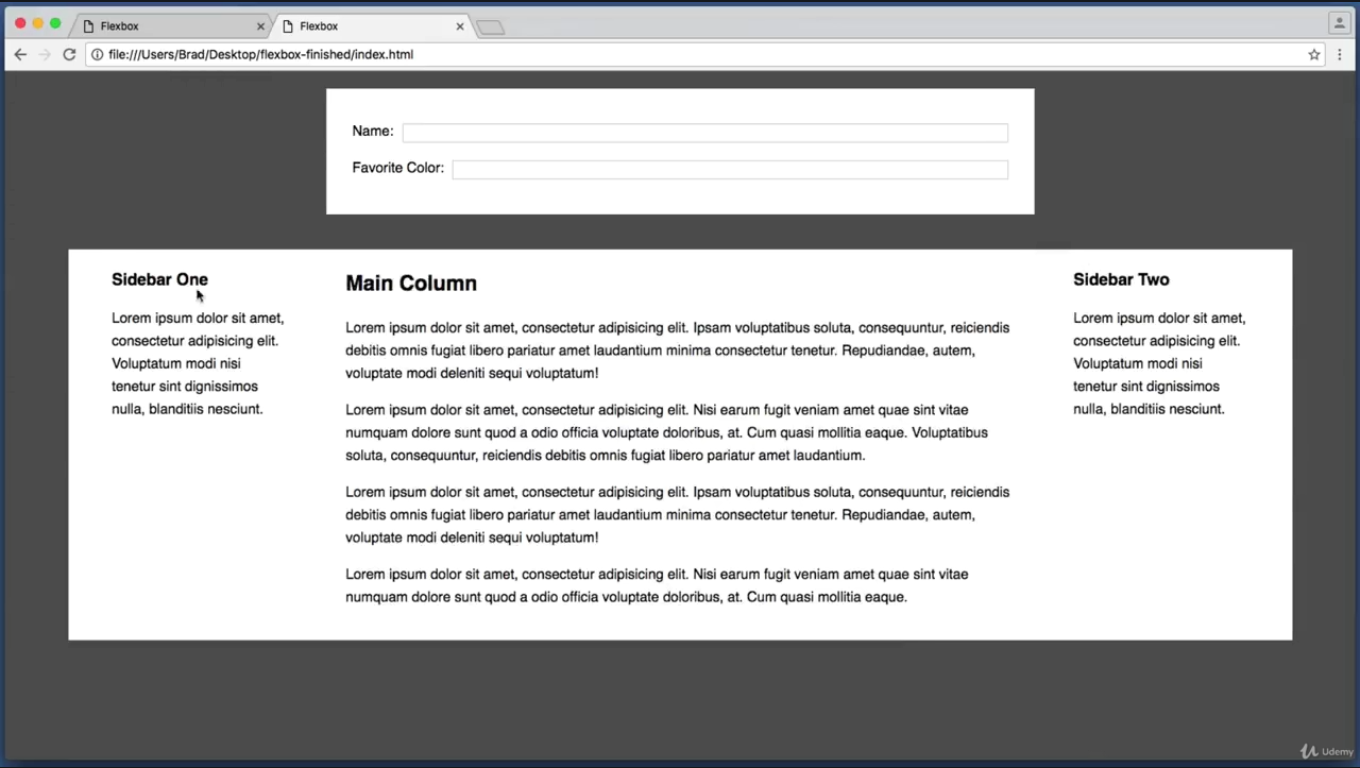 Flexbox
Flexbox
file:///Users/Brad/Desktop/flexbox-finished/index.html
Name:
Favorite Color:
Sidebar One
Lorem ipsum dolor sit amet,
consectetur adipisicing elit.
Voluptatum modi nisi
tenetur sint dignissimos
nulla, blanditiis nesciunt.
Main Column
Lorem ipsum dolor sit amet, consectetur adipisicing elit. Ipsam voluptatibus soluta, consequuntur, reiciendis
debitis omnis fugiat libero pariatur amet laudantium minima consectetur tenetur. Repudiandae, autem,
voluptate modi deleniti sequi voluptatum!
Lorem ipsum dolor sit amet, consectetur adipisicing elit. Nisi earum fugit veniam amet quae sint vitae
numquam dolore sunt quod a odio officia voluptate doloribus, at. Cum quasi mollitia eaque. Voluptatibus
soluta, consequuntur, reiciendis debitis omnis fugiat libero pariatur amet laudantium.
Lorem ipsum dolor sit amet, consectetur adipisicing elit. Ipsam voluptatibus soluta, consequuntur, reiciendis
debitis omnis fugiat libero pariatur amet laudantium minima consectetur tenetur. Repudiandae, autem,
voluptate modi deleniti sequi voluptatum!
Lorem ipsum dolor sit amet, consectetur adipisicing elit. Nisi earum fugit veniam amet quae sint vitae
numquam dolore sunt quod a odio officia voluptate doloribus, at. Cum quasi mollitia eaque.
Sidebar Two
Lorem ipsum dolor sit amet,
consectetur adipisicing elit.
Voluptatum modi nisi
tenetur sint dignissimos
nulla, blanditiis nesciunt.
Udemy